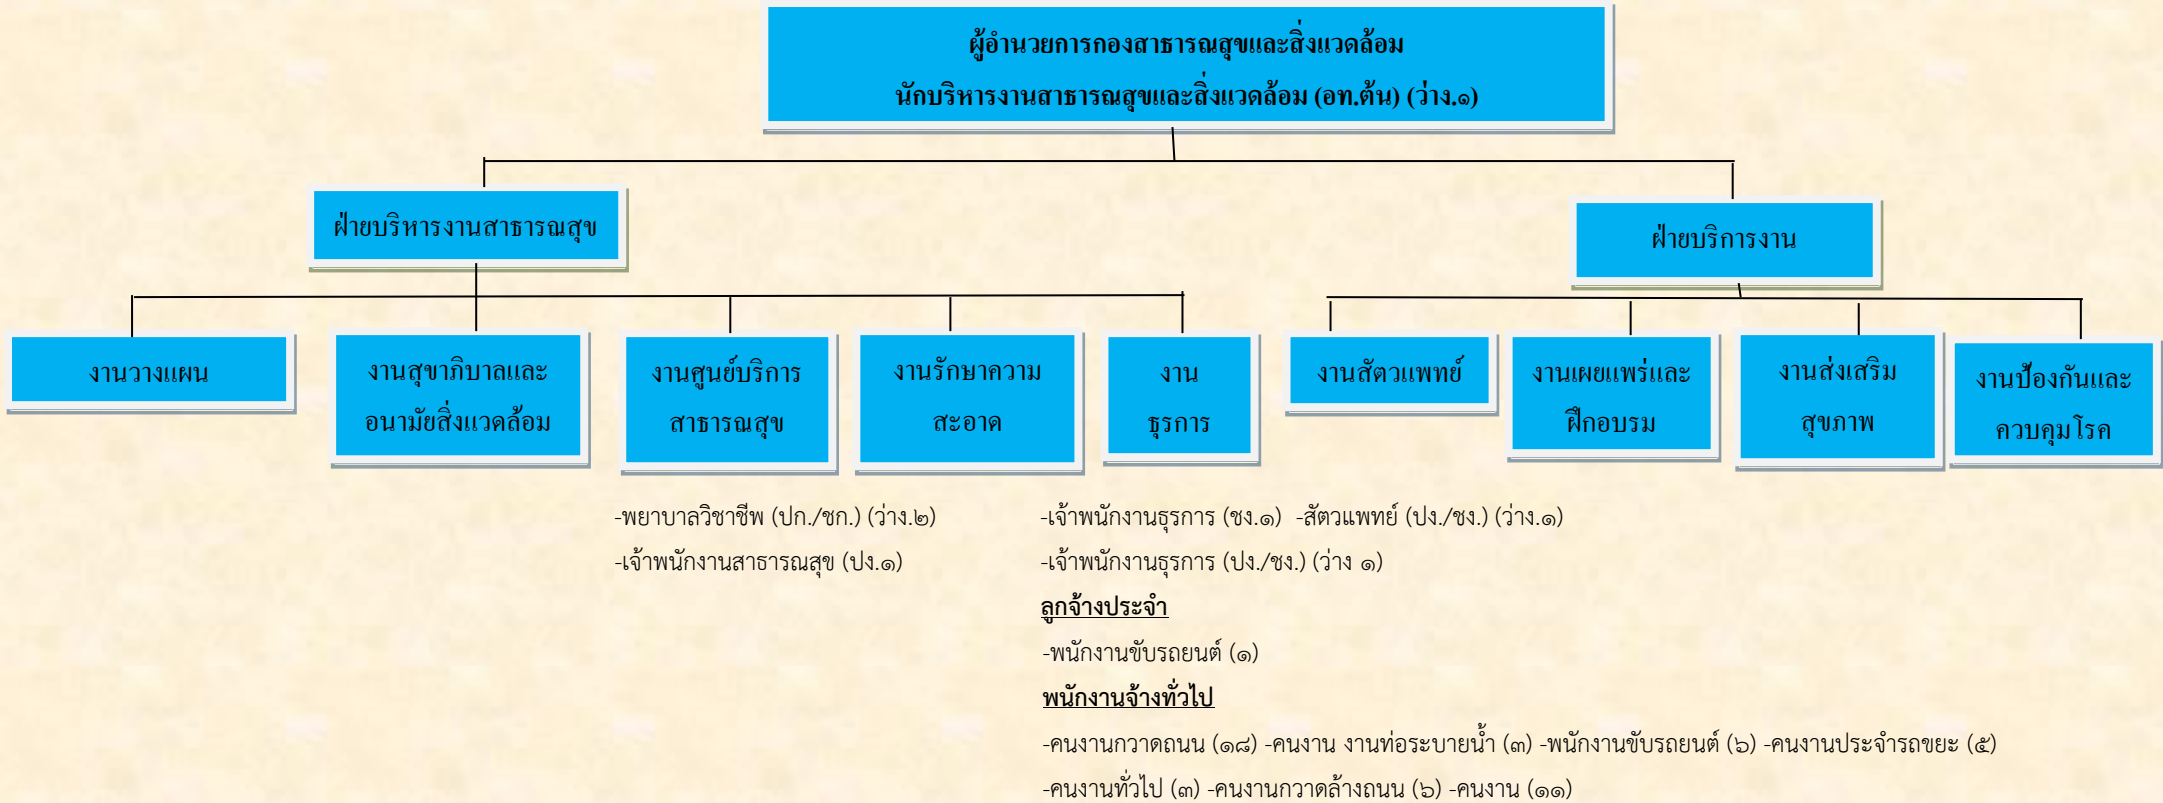 ผู้อำนวยการกองสาธารณสุขและสิ่งแวดล้อม
นักบริหารงานสาธารณสุขและสิ่งแวดล้อม (อท.ต้น) (ว่าง.๑)
ฝ่ายบริหารงานสาธารณสุข
ฝ่ายบริการงาน
งานวางแผน
งานสุขาภิบาลและ
อนามัยสิ่งแวดล้อม
งานศูนย์บริการ
สาธารณสุข
งานรักษาความ
สะอาด
งาน
ธุรการ
งานสัตวแพทย์
งานเผยแพร่และ
ฝึกอบรม
งานส่งเสริม
สุขภาพ
งานป้องกันและ
ควบคุมโรค
-พยาบาลวิชาชีพ (ปก./ชก.) (ว่าง.๒)
-เจ้าพนักงานสาธารณสุข (ปง.๑)
-เจ้าพนักงานธุรการ (ชง.๑) -สัตวแพทย์ (ปง./ชง.) (ว่าง.๑)
-เจ้าพนักงานธุรการ (ปง./ชง.) (ว่าง ๑)
ลูกจ้างประจำ
-พนักงานขับรถยนต์ (๑)
พนักงานจ้างทั่วไป
-คนงานกวาดถนน (๑๘) -คนงาน งานท่อระบายน้ำ (๓) -พนักงานขับรถยนต์ (๖) -คนงานประจำรถขยะ (๕)
-คนงานทั่วไป (๓) -คนงานกวาดล้างถนน (๖) -คนงาน (๑๑)